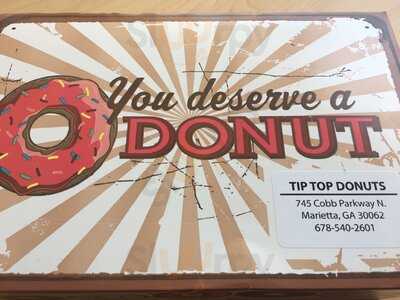 You deserve a
DONUT
TIP TOP DONUTS
745 Cobb Parkway N.
Marietta, GA 30062
678-540-2601